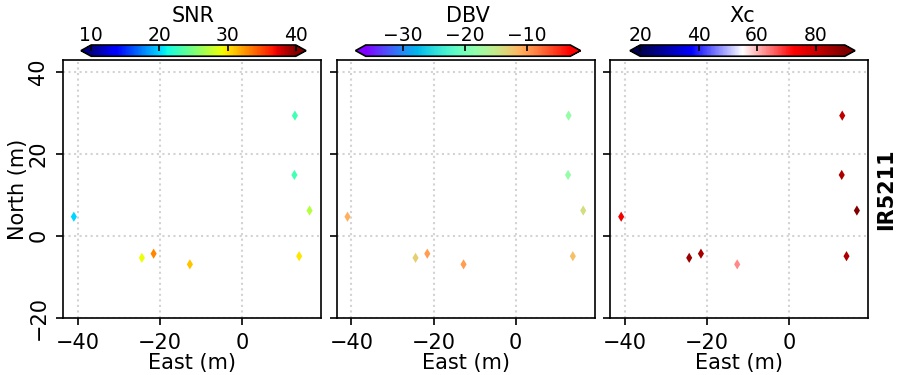 SNR DBV Xc
10 20 30 40 −30 −20 −10 20 40 60 80
40
20
0
−20
North (m)
IR5211
−40 −20 0 −40 −20 0 −40 −20 0
East (m) East (m) East (m)